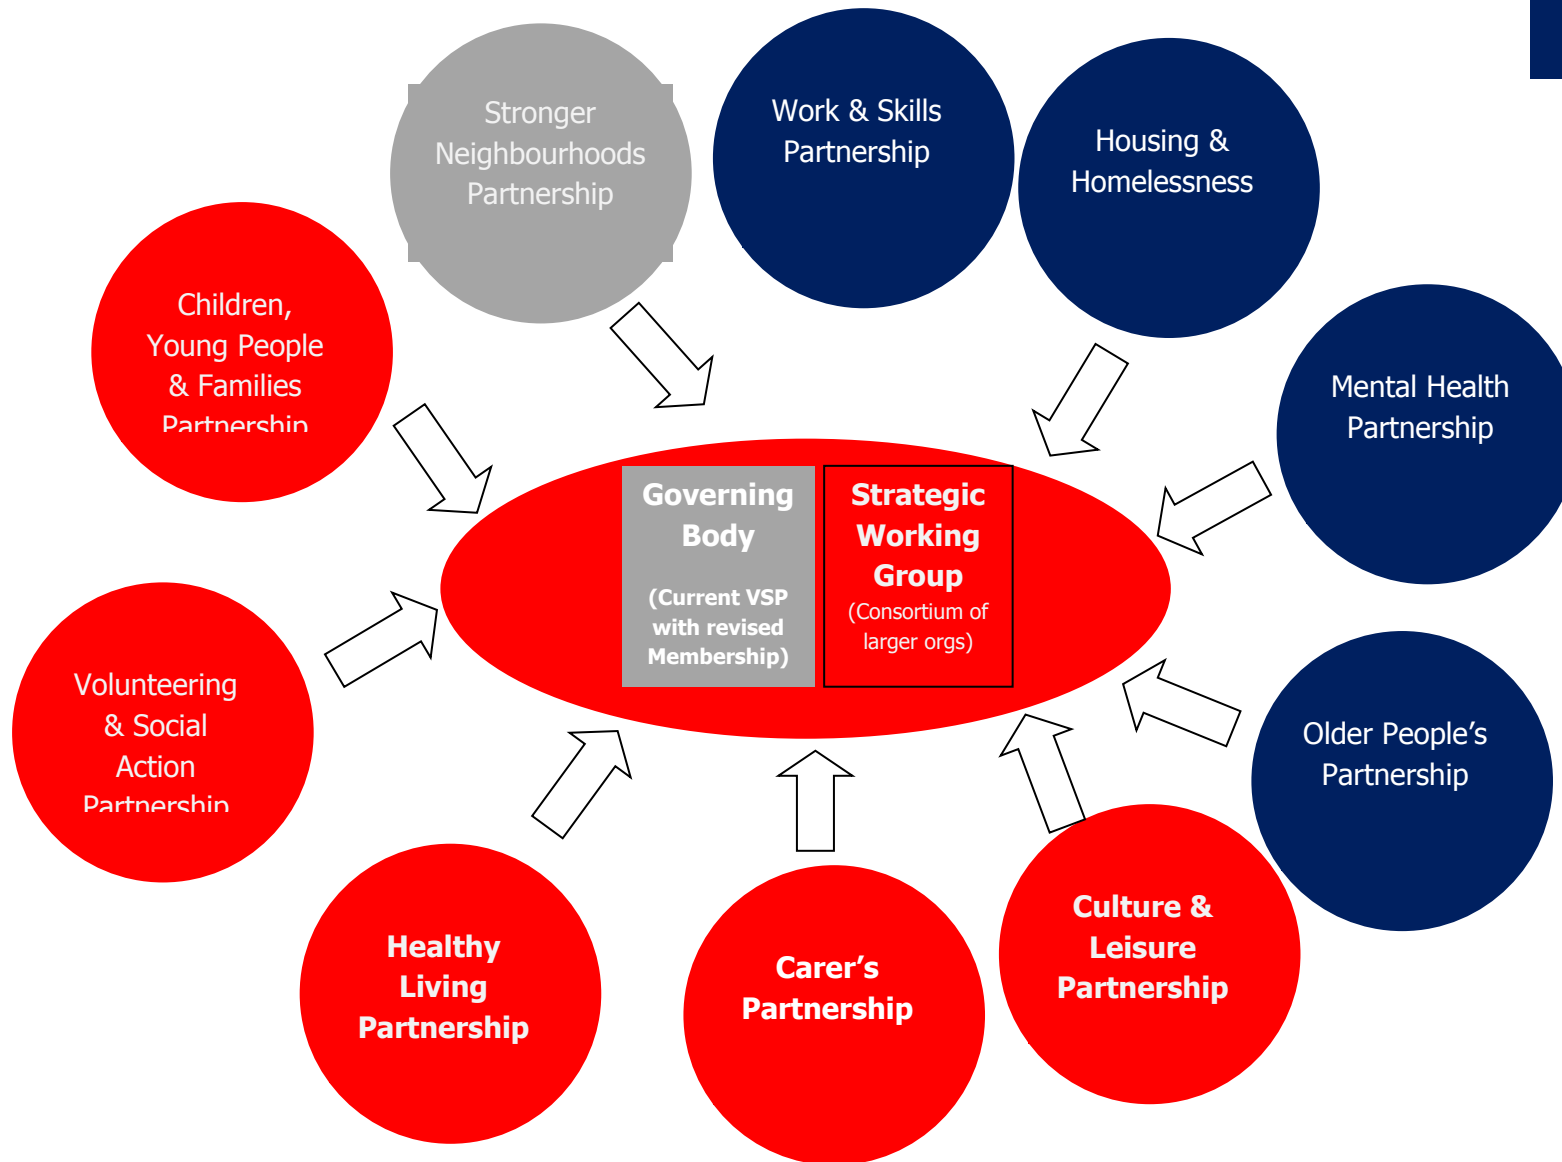 Stronger
Neighbourhoods
Partnership
Work & Skills
Partnership
Housing &
Homelessness
Children,
Young People
& Families
Partnership
Mental Health
Partnership
Governing
Body
(Current VSP
with revised
Membership)
Strategic
Working
Group
(Consortium of
larger orgs)
Volunteering
& Social
Action
Partnership
Older People’s
Partnership
Healthy
Living
Partnership
Carer’s
Partnership
Culture &
Leisure
Partnership